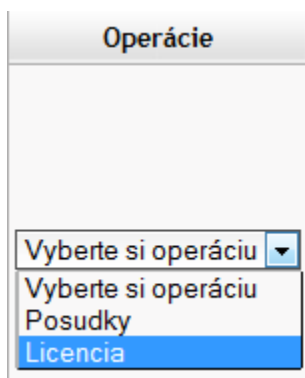 Operácie
Vyberte si operáciu
Vyberte si operáciu
Posudky
Licencia